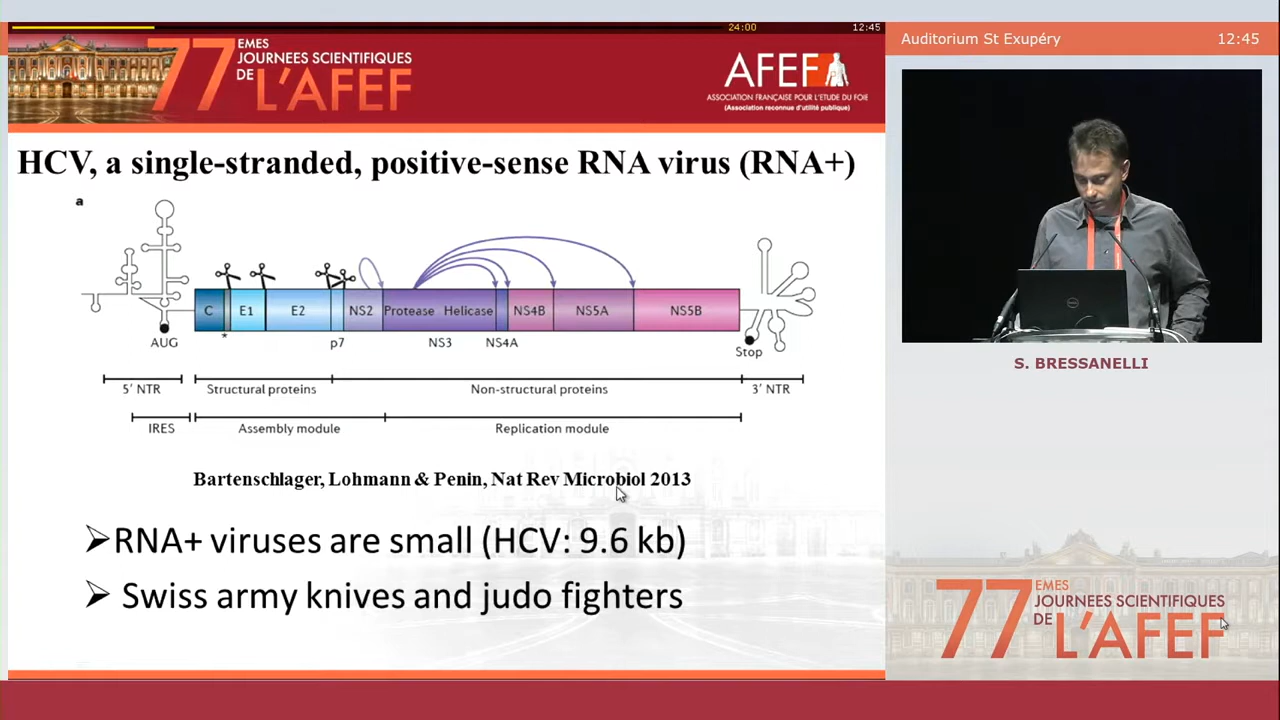 24:00
12:45
77
EMES
JOURNEES SCIENTIFIQUES
DE L'AFEF
AFEF
ASSOCIATION FRANÇAISE POUR L'ETUDE DU FOIE
(Association reconnue d'utilité publique)
Auditorium St Exupéry
12:45
HCV, a single-stranded, positive-sense RNA virus (RNA+)
a
C
E1
E2
NS2
Protease
Helicase
NS4B
NS5A
NS5B
AUG
*
p7
NS3
NS4A
Stop
5′ NTR
Structural proteins
Non-structural proteins
3′ NTR
IRES
Assembly module
Replication module
Bartenschlager, Lohmann & Penin, Nat Rev Microbiol 2013
RNA+ viruses are small (HCV: 9.6 kb)
Swiss army knives and judo fighters
S. BRESSANELLI
77
EMES
JOURNEES SCIENTIFIQUES
DE L'AFEF